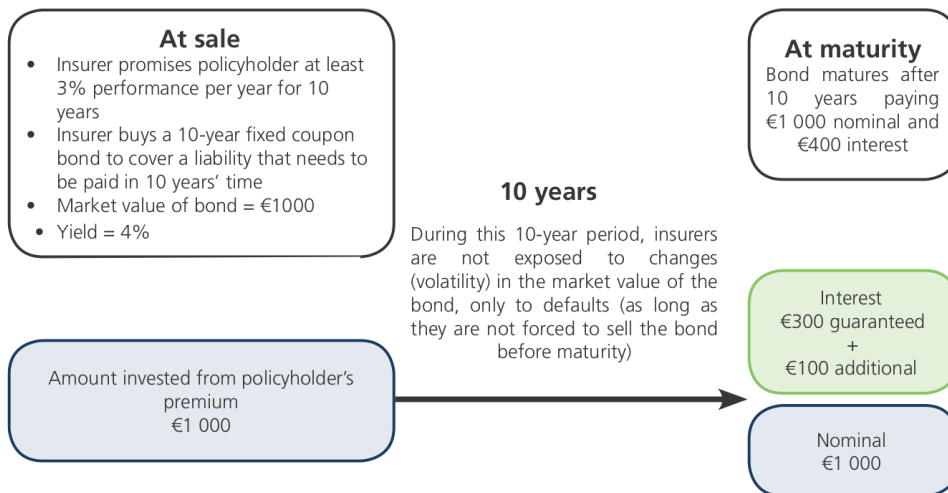 At sale
• Insurer promises policyholder at least
3% performance per year for 10
years
• Insurer buys a 10-year fixed coupon
bond to cover a liability that needs to
be paid in 10 years’ time
• Market value of bond = €1000
• Yield = 4%
At maturity
Bond matures after
10 years paying
€1 000 nominal and
€400 interest
10 years
During this 10-year period, insurers
are not exposed to changes
(volatility) in the market value of the
bond, only to defaults (as long as
they are not forced to sell the bond
before maturity)
Interest
€300 guaranteed
+
€100 additional
Amount invested from policyholder’s
premium
€1 000
Nominal
€1 000